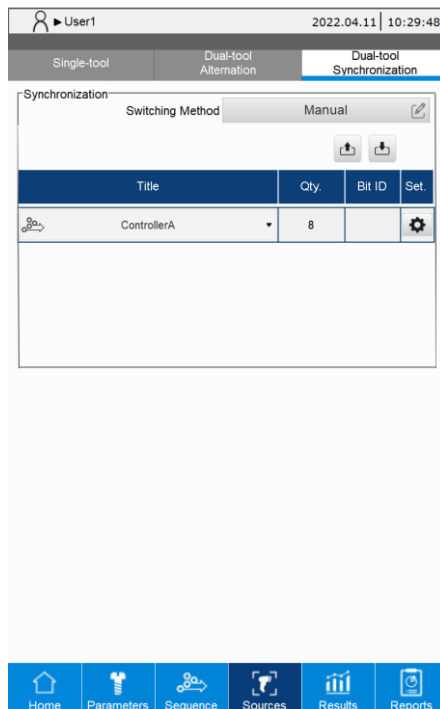 ►User1 2022.04.11 10:29:48
Single-tool
Dual-tool
Alternation
Dual-tool
Synchronization
Synchronization
Switching Method Manual
Title Qty. Bit ID Set.
ControllerA 8
Home Parameters Sequence Sources Results Reports